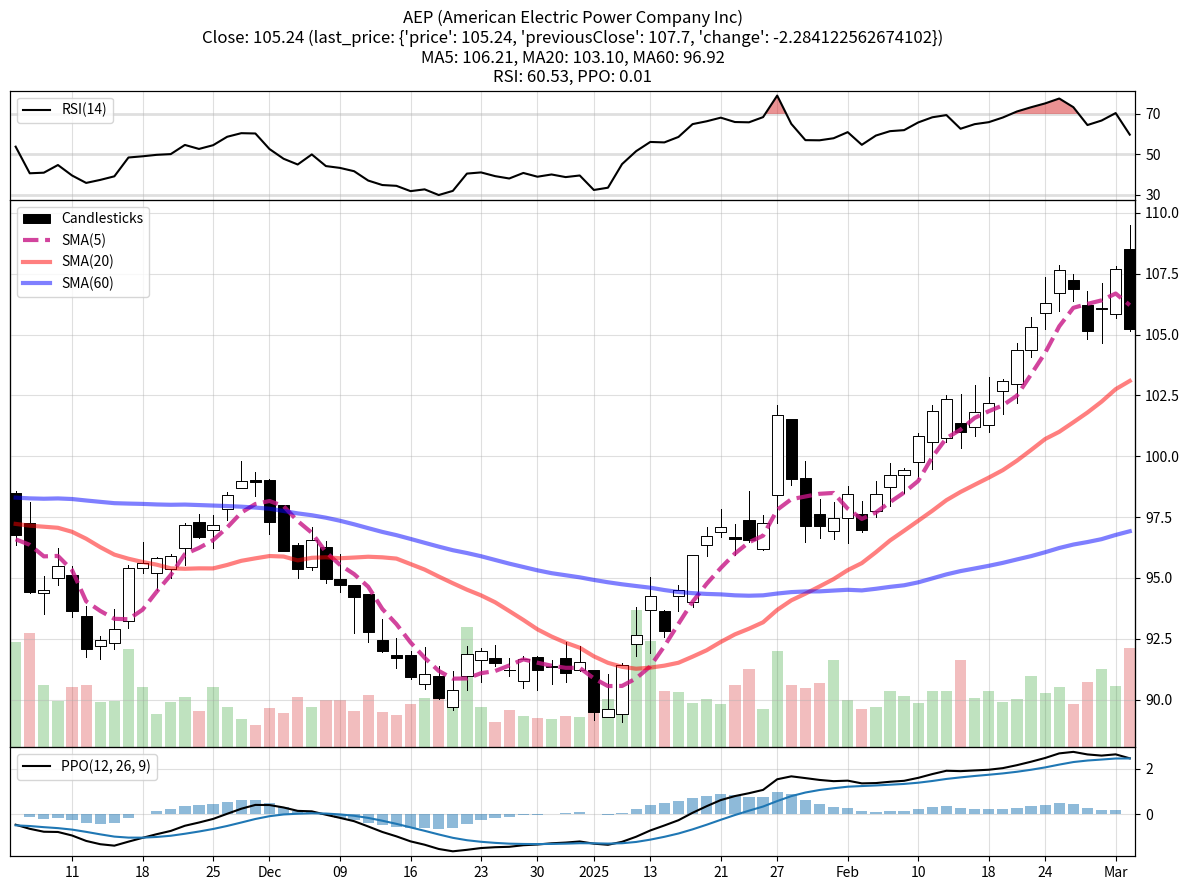 AEP (American Electric Power Company Inc)
Close: 105.24 (last_price: {'price': 105.24, 'previousClose': 107.7, 'change': -2.284122562674102})
MA5: 106.21, MA20: 103.10, MA60: 96.92
RSI: 60.53, PPO: 0.01
RSI(14)
70
50
30
Candlesticks
SMA(5)
SMA(20)
SMA(60)
110.0
107.5
105.0
102.5
100.0
97.5
95.0
92.5
90.0
PPO(12, 26, 9)
2
0
11 18 25 Dec 09 16 23 30 2025 13 21 27 Feb 10 18 24 Mar